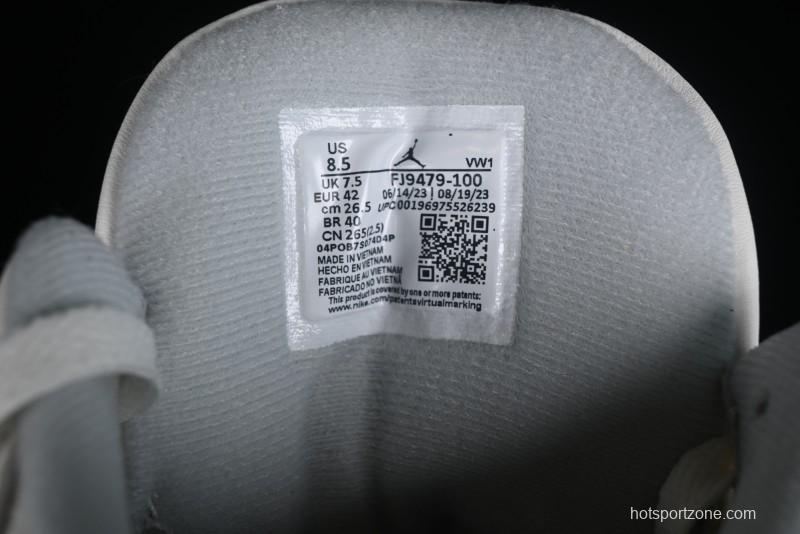 US
8.5
VW1
UK 7.5 FJ9479-100
EUR 42 06/14/23 | 08/19/23
cm 26.5 UPC00196975526239
BR 40
CN 265(2.5)
04POB7S074D4P
MADE IN VIETNAM
HECHO EN VIETNAM
FABRIQUE AU VIETNAM
FABRICADO NO VIETNÃ
This product is covered by one or more patents:
www.nike.com/patentsvirtualmarking
hotsportzone.com/